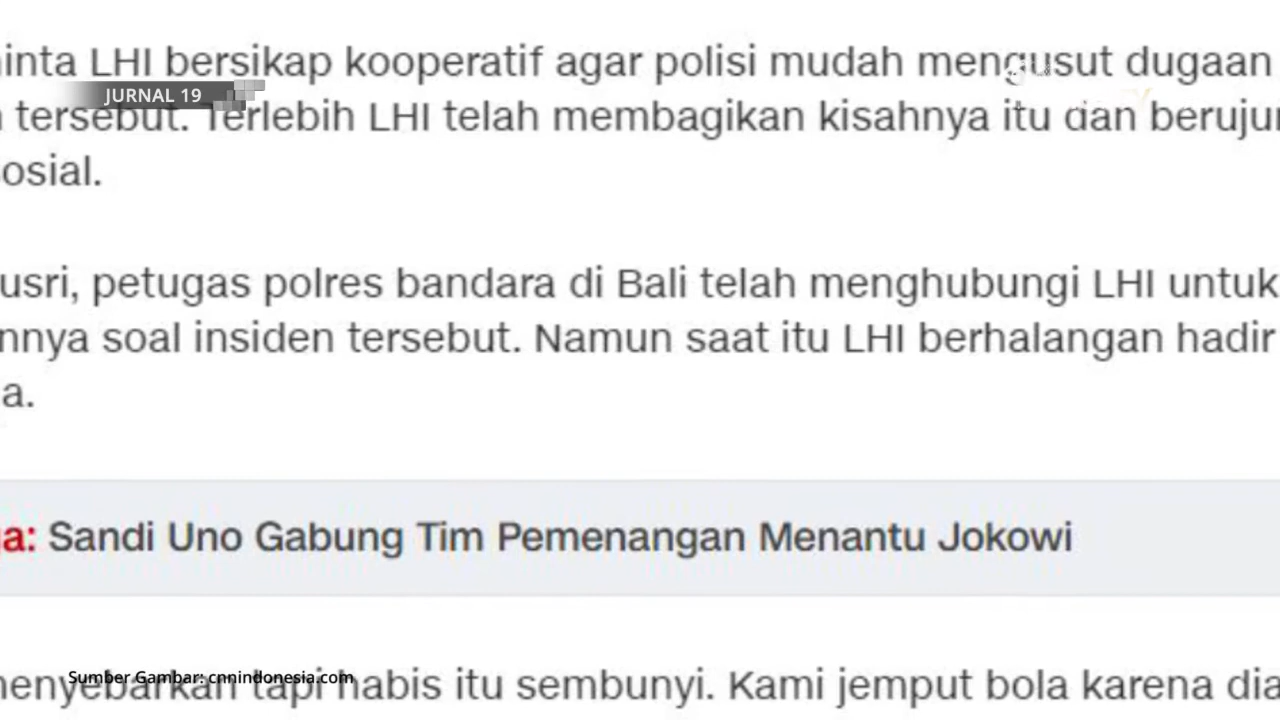 minta LHI bersikap kooperatif agar polisi mudah mengusut dugaan
JURNAL 19
tersebut. Terlebih LHI telah membagikan kisahnya itu dan
osial.
usri, petugas polres bandara di Bali telah menghubungi LHI untuk
nnya soal insiden tersebut. Namun saat itu LHI berhalangan hadir
a.
a: Sandi Uno Gabung Tim Pemenangan Menantu Jokowi
menyebarkan tapi habis itu sembunyi. Kami jemput bola karena dia
Sumber Gambar: cnnindonesia.com